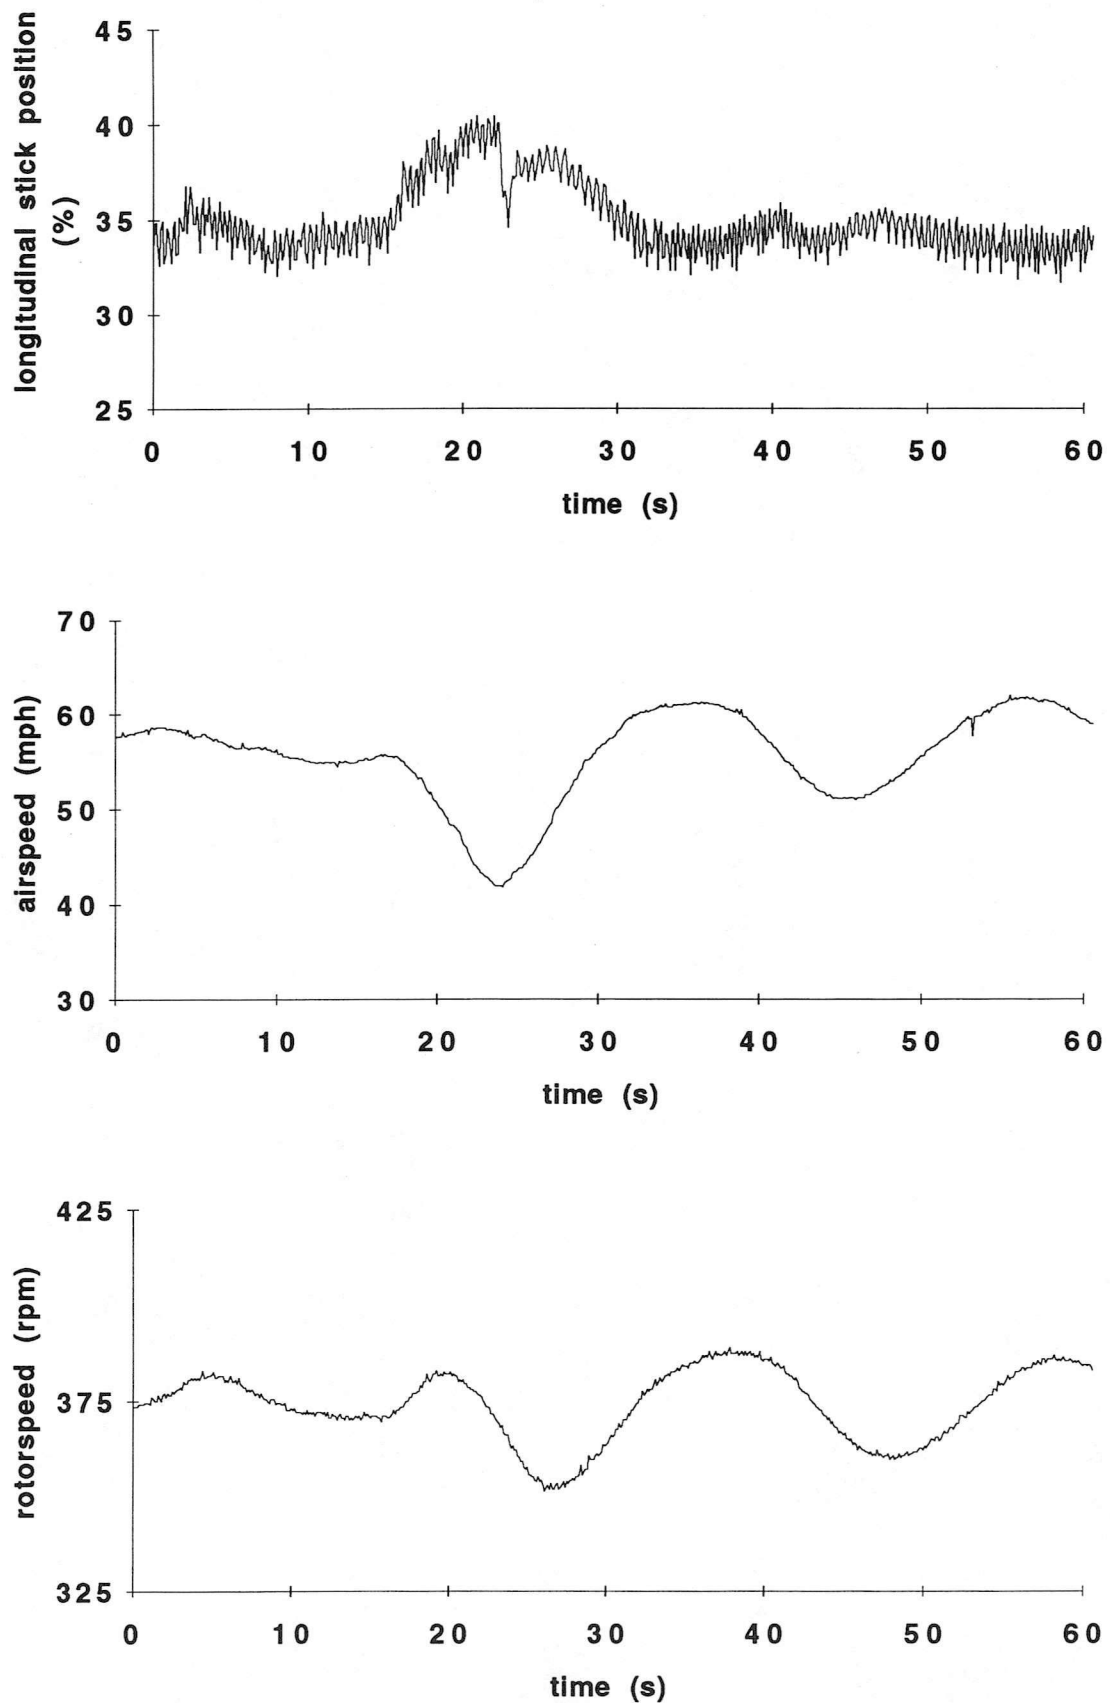 longitudinal stick position
(%)
45
40
35
30
25
0 10 20 30 40 50 60
time (s)
airspeed (mph)
70
60
50
40
30
0 10 20 30 40 50 60
time (s)
rotorspeed (rpm)
425
375
325
0 10 20 30 40 50 60
time (s)